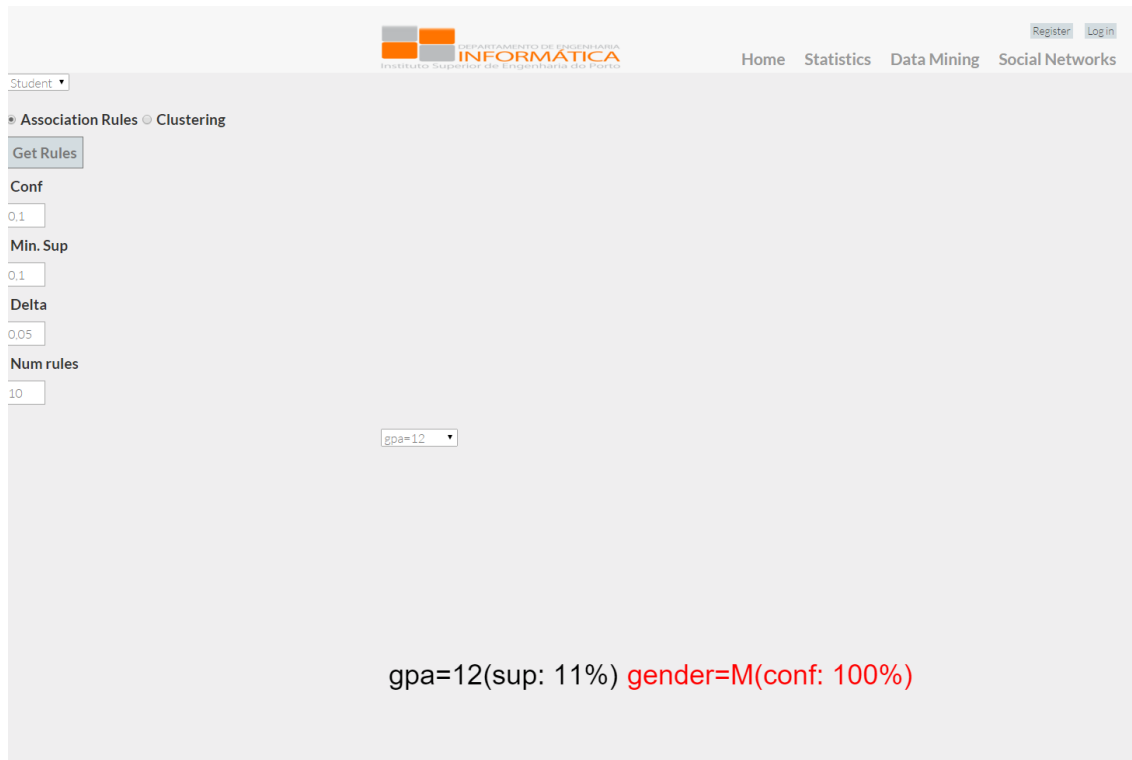 Register Log in
DEPARTAMENTO DE ENGENHARIA
INFORMÁTICA
Instituto Superior de Engenharia do Porto
Home Statistics Data Mining Social Networks
Student
Association Rules Clustering
Get Rules
Conf
0,1
Min. Sup
0,1
Delta
0,05
Num rules
10
gpa=12
gpa=12(sup: 11%) gender=M(conf: 100%)